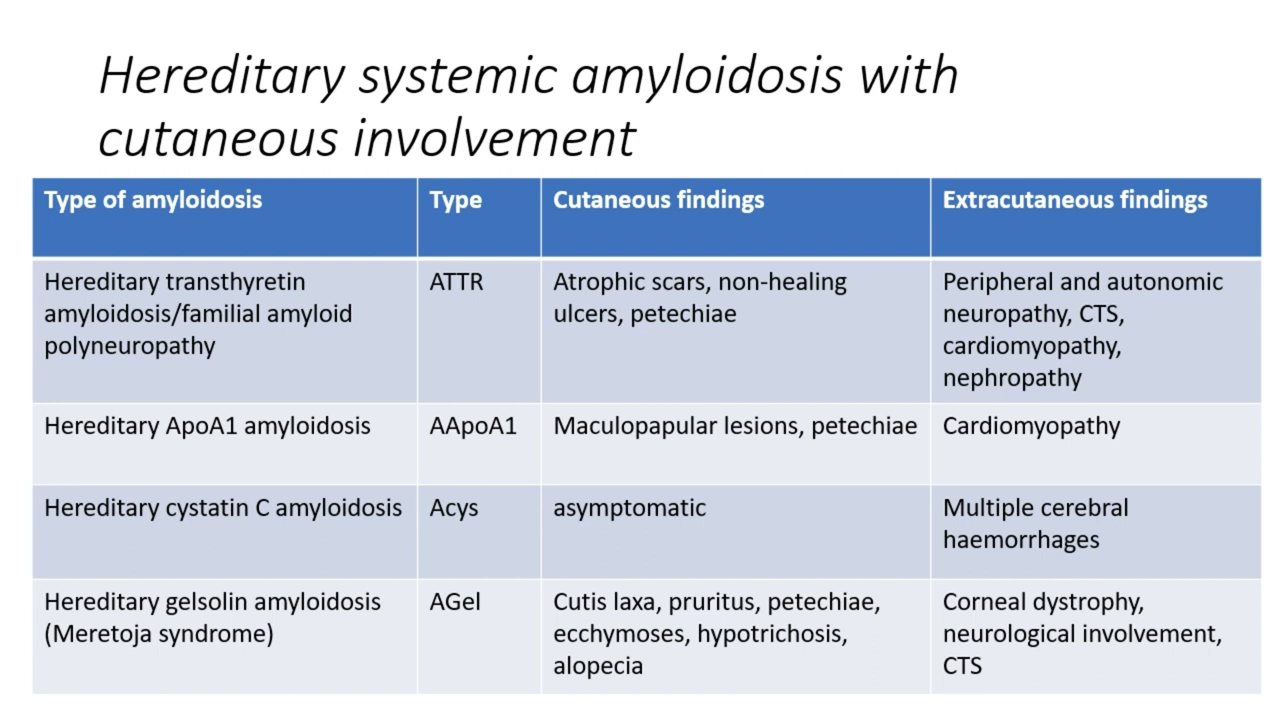 Hereditary systemic amyloidosis with
cutaneous involvement
Type of amyloidosis
Type
Cutaneous findings
Extracutaneous findings
Hereditary transthyretin
amyloidosis/familial amyloid
polyneuropathy
ATTR
Atrophic scars, non-healing
ulcers, petechiae
Peripheral and autonomic
neuropathy, CTS,
cardiomyopathy,
nephropathy
Hereditary ApoA1 amyloidosis
AApoA1
Maculopapular lesions, petechiae
Cardiomyopathy
Hereditary cystatin C amyloidosis
Acys
asymptomatic
Multiple cerebral
haemorrhages
Hereditary gelsolin amyloidosis
(Meretoja syndrome)
AGel
Cutis laxa, pruritus, petechiae,
ecchymoses, hypotrichosis,
alopecia
Corneal dystrophy,
neurological involvement,
CTS